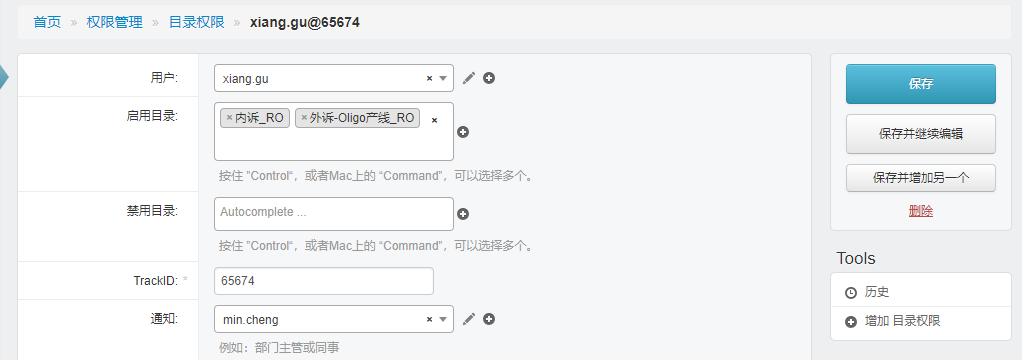 首页 » 权限管理 » 目录权限 » xiang.gu@65674
用户: xiang.gu × 
启用目录: ×内诉_RO ×外诉-Oligo产线_RO ×
按住 "Control“，或者Mac上的 “Command”，可以选择多个。
禁用目录: Autocomplete ...
按住 "Control“，或者Mac上的 “Command”，可以选择多个。
TrackID: * 65674
通知: min.cheng ×
例如：部门主管或同事
保存
保存并继续编辑
保存并增加另一个
删除
Tools
历史
增加 目录权限